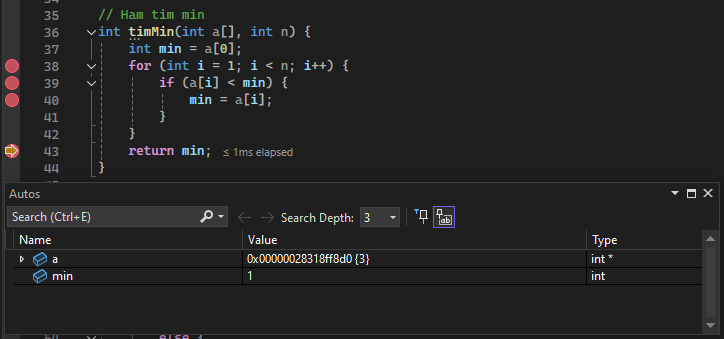 35 // Ham tim min
36 int timMin(int a[], int n) {
37 int min = a[0];
38 for (int i = 1; i < n; i++) {
39 if (a[i] < min) {
40 min = a[i];
41 }
42 }
43 return min; ≤ 1ms elapsed
44 }
Autos
Search (Ctrl+E) Search Depth: 3
Name Value Type
a 0x00000028318ff8d0 {3} int *
min 1 int
else {